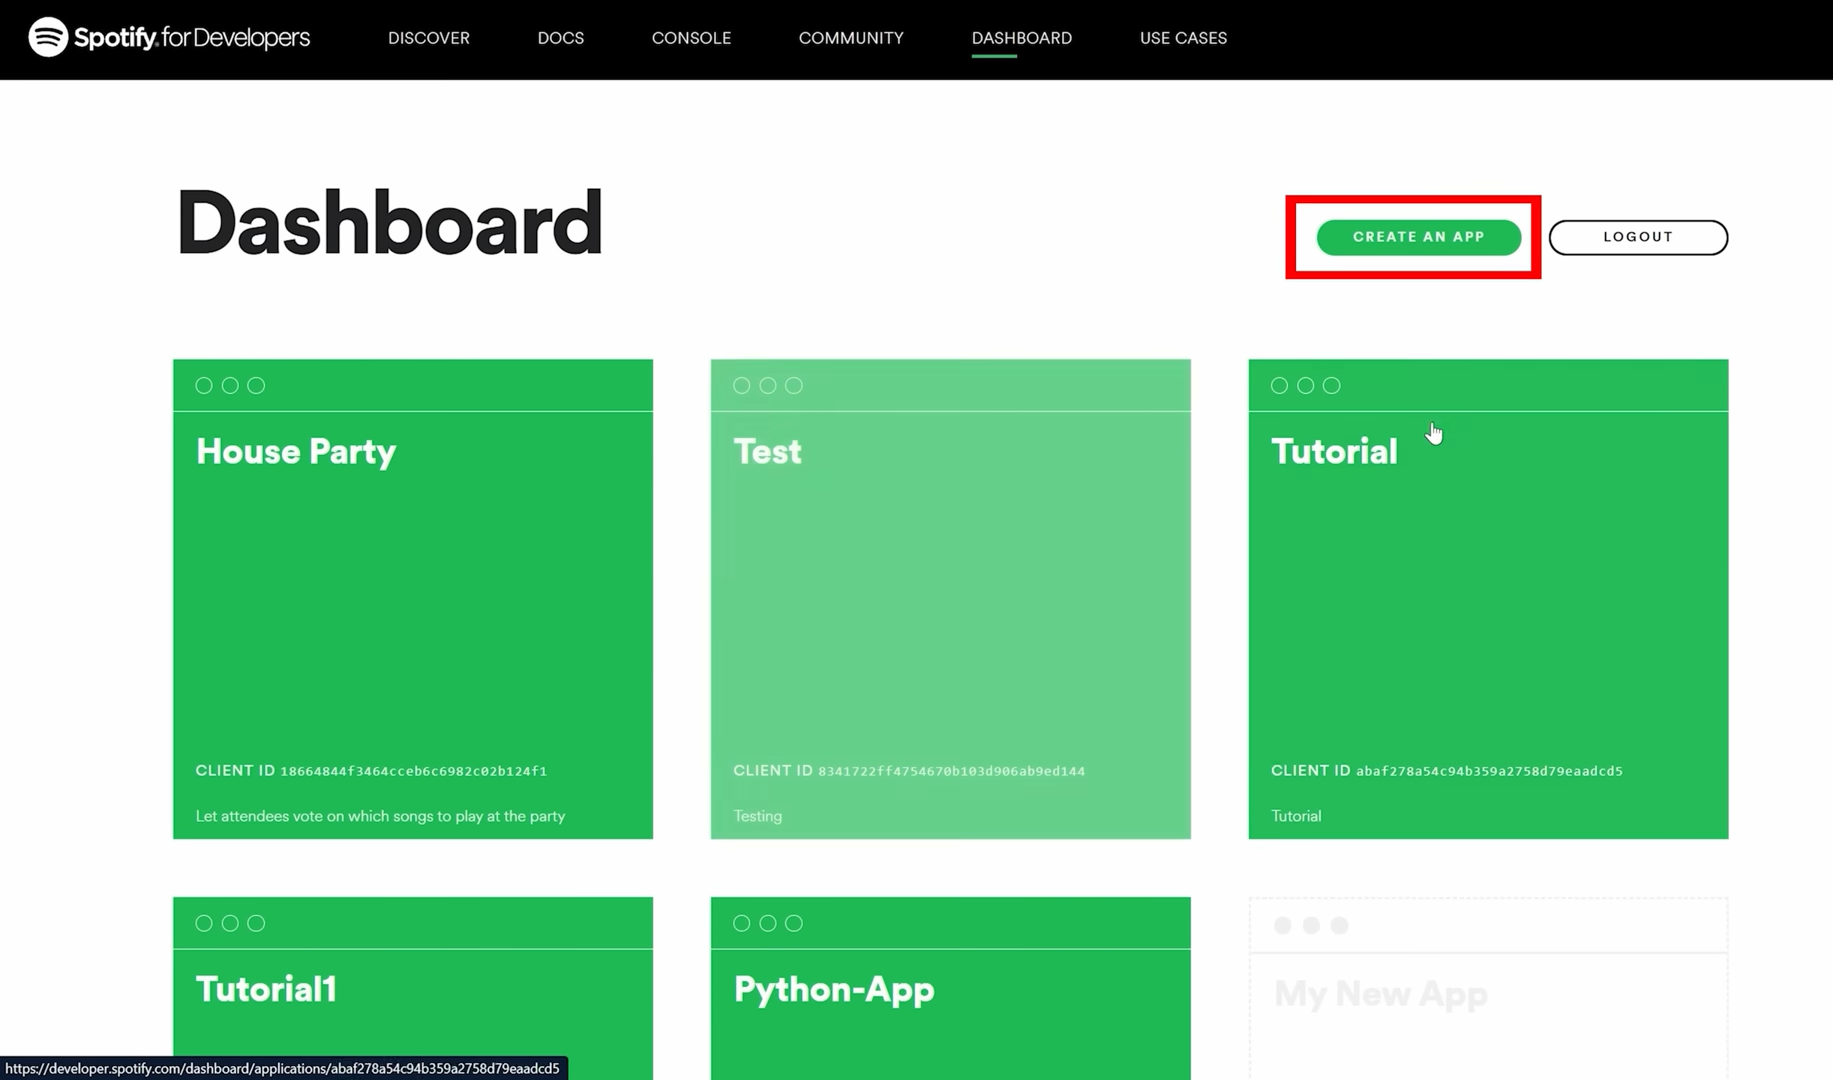 Spotify for Developers DISCOVER DOCS CONSOLE COMMUNITY DASHBOARD USE CASES
Dashboard
CREATE AN APP
LOGOUT
House Party
CLIENT ID 18664844f3464cceb6c6982c02b124f1
Let attendees vote on which songs to play at the party
Test
CLIENT ID 8341722ff4754670b103d906ab9ed144
Testing
Tutorial
CLIENT ID abaf278a54c94b359a2758d79eaadcd5
Tutorial
Tutorial1
Python-App
My New App
https://developer.spotify.com/dashboard/applications/abaf278a54c94b359a2758d79eaadcd5